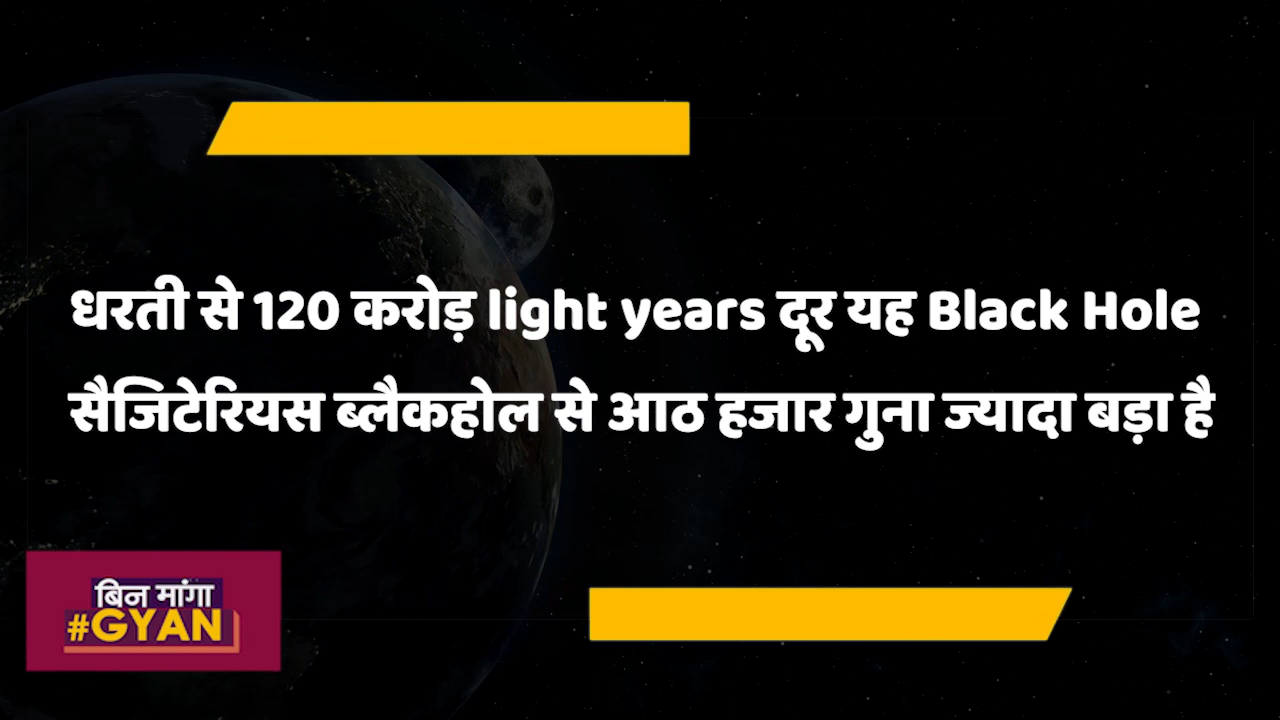 धरती से 120 करोड़ light years दूर यह Black Hole
सैजिटेरियस ब्लैकहोल से आठ हजार गुना ज्यादा बड़ा है
बिन मांगा
#GYAN